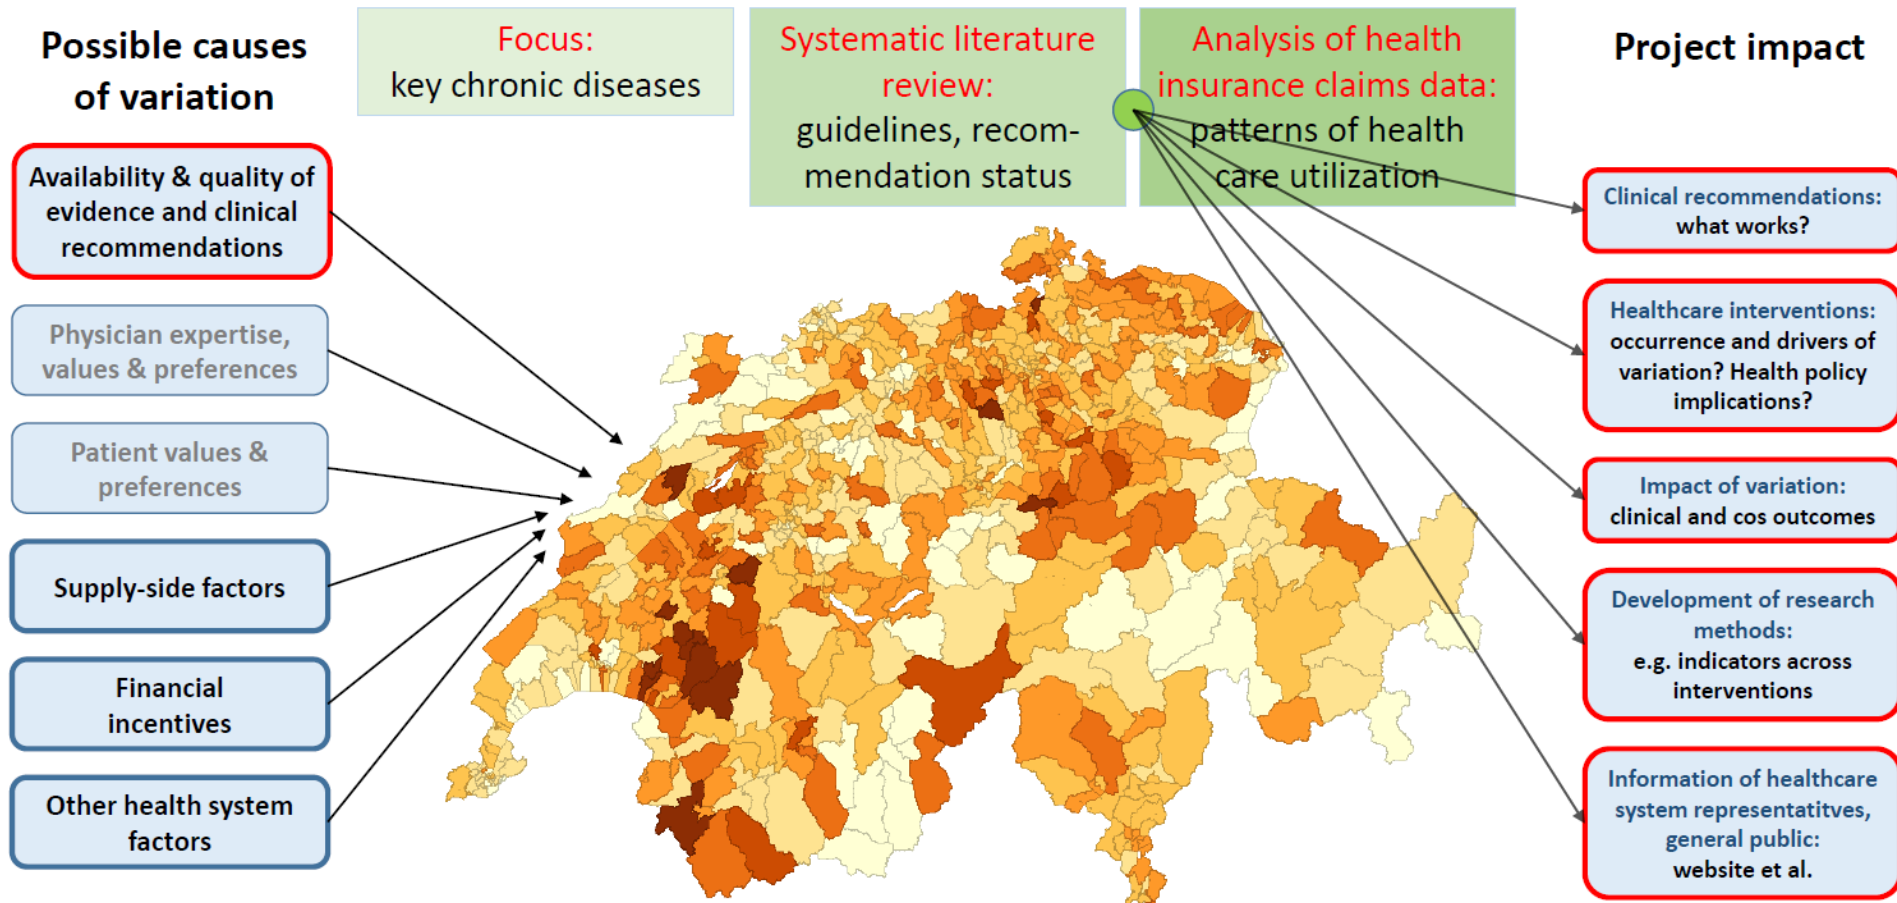 Possible causes
of variation
Availability & quality of
evidence and clinical
recommendations
Physician expertise,
values & preferences
Patient values &
preferences
Supply-side factors
Financial
incentives
Other health system
factors
Focus:
key chronic diseases
Systematic literature
review:
guidelines, recom-
mendation status
Analysis of health
insurance claims data:
patterns of health
care utilization
Project impact
Clinical recommendations:
what works?
Healthcare interventions:
occurrence and drivers of
variation? Health policy
implications?
Impact of variation:
clinical and cos outcomes
Development of research
methods:
e.g. indicators across
interventions
Information of healthcare
system representatitves,
general public:
website et al.